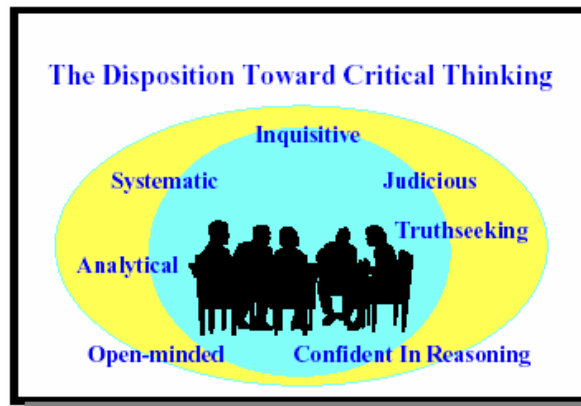 The Disposition Toward Critical Thinking
Inquisitive
Systematic
Judicious
Truthseeking
Analytical
Open-minded
Confident In Reasoning